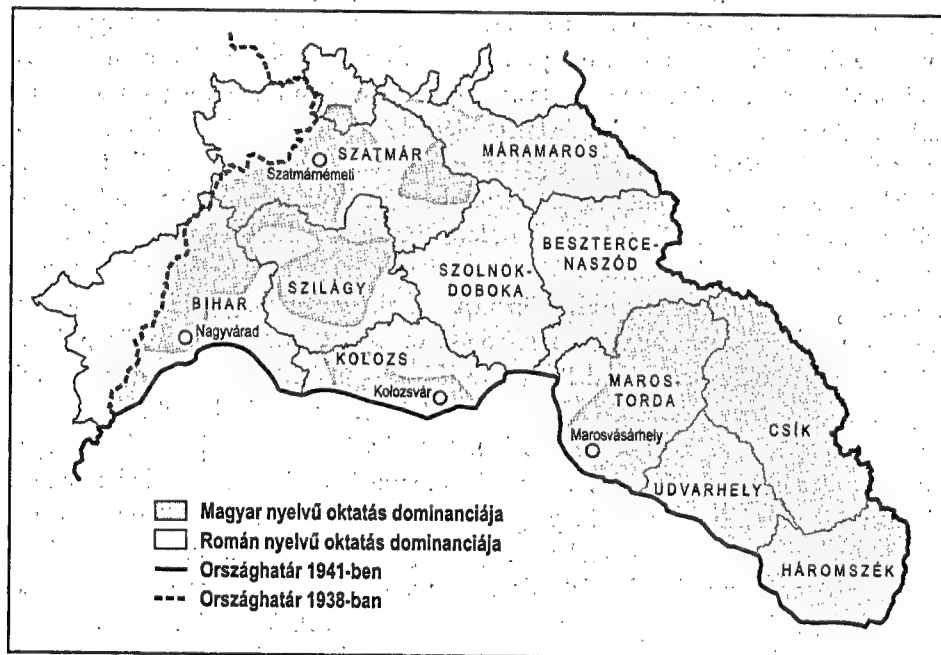 SZATMÁR
Szatmárnémeti
MÁRAMAROS
BESZTERCE-
NASZÓD
SZOLNOK-
DOBOKA
SZILÁGY
BIHAR
Nagyvárad
KOLOZS
Kolozsvár
MAROS-
TORDA
Marosvásárhely
CSÍK
UDVARHELY
HÁROMSZÉK
Magyar nyelvű oktatás dominanciája
Román nyelvű oktatás dominanciája
Országhatár 1941-ben
Országhatár 1938-ban